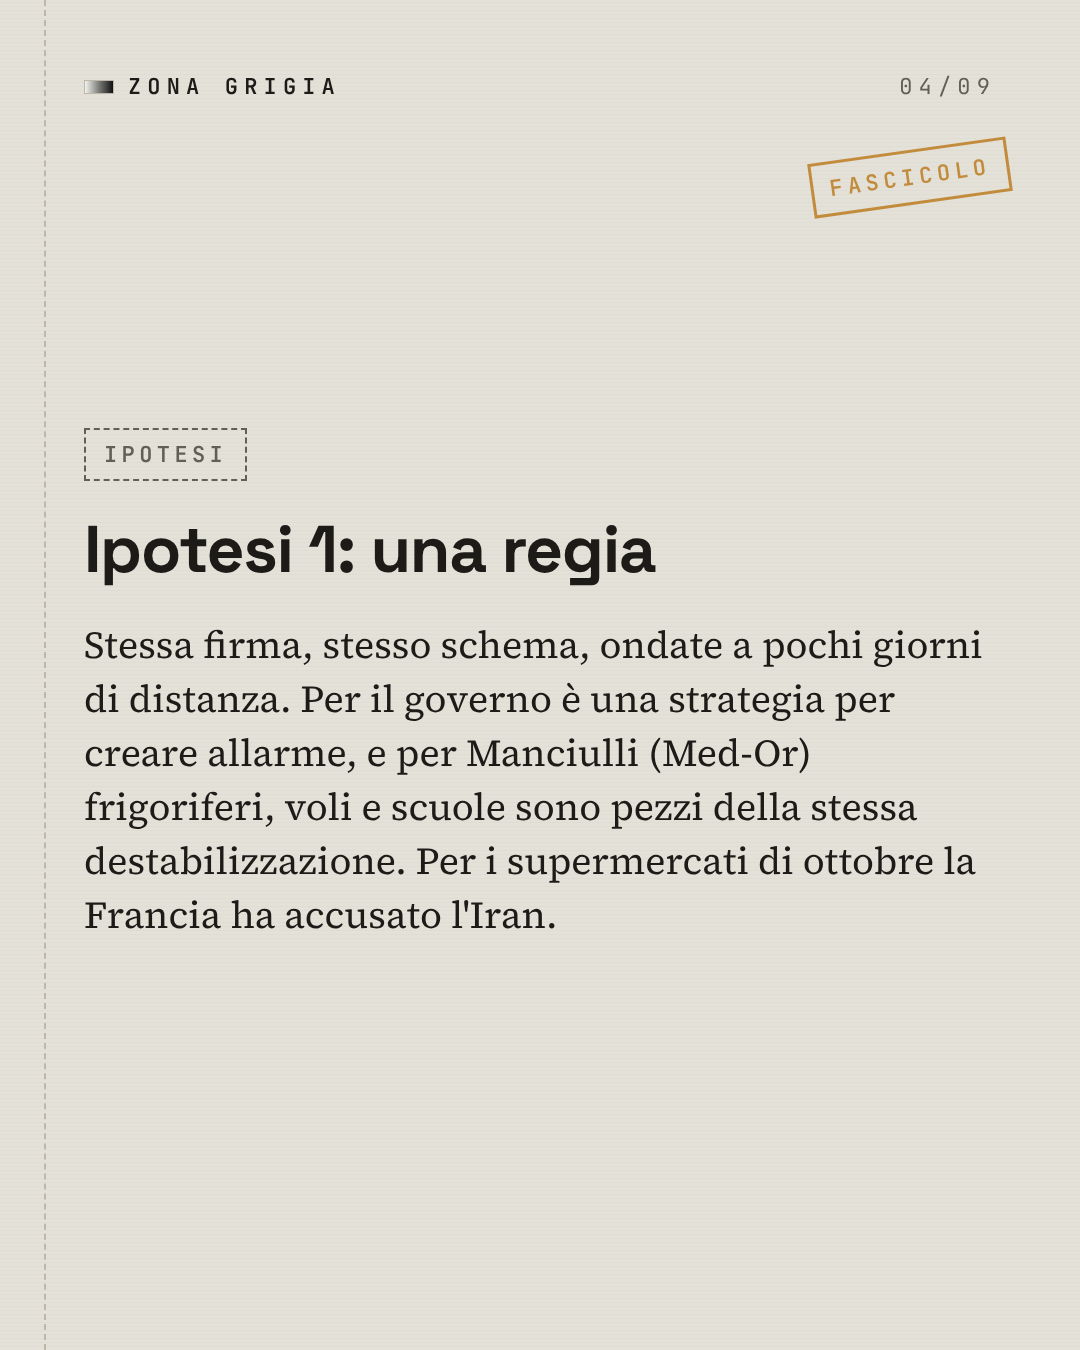 ZONA GRIGIA
04/09
FASCICOLO
IPOTESI
Ipotesi 1: una regia
Stessa firma, stesso schema, ondate a pochi giorni
di distanza. Per il governo è una strategia per
creare allarme, e per Manciulli (Med-Or)
frigoriferi, voli e scuole sono pezzi della stessa
destabilizzazione. Per i supermercati di ottobre la
Francia ha accusato l'Iran.